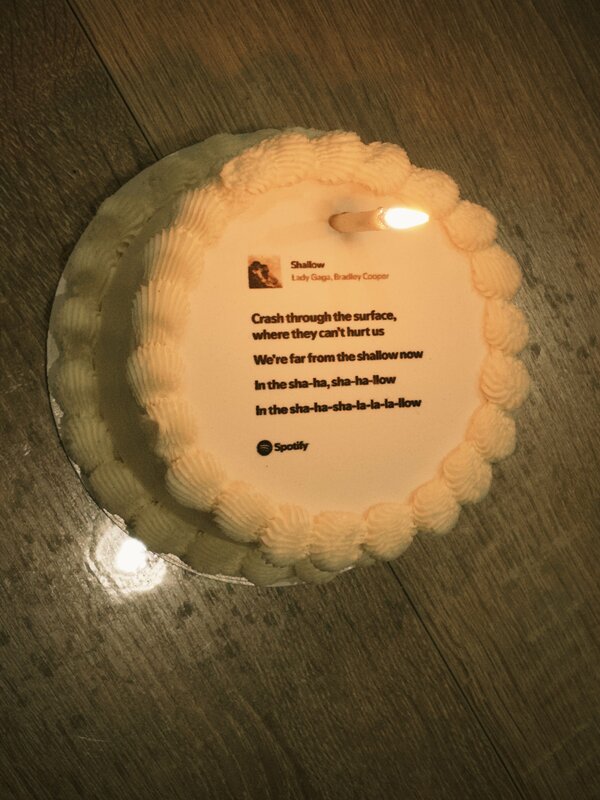 Shallow
Lady Gaga, Bradley Cooper
Crash through the surface,
where they can't hurt us
We're far from the shallow now
In the sha-ha, sha-ha-llow
In the sha-ha-sha-la-la-la-llow
Spotify